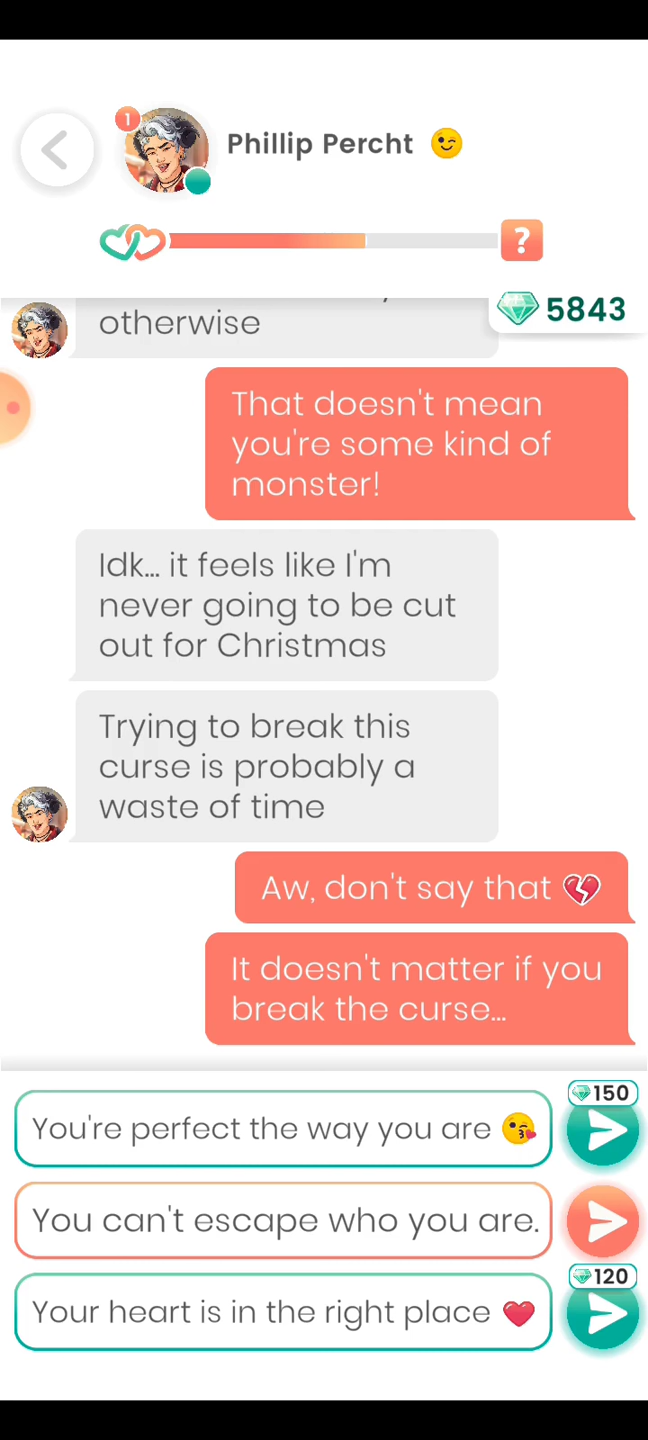 1
Phillip Percht 😉
?
5843
otherwise
That doesn't mean
you're some kind of
monster!
Idk... it feels like I'm
never going to be cut
out for Christmas
Trying to break this
curse is probably a
waste of time
Aw, don't say that 💔
It doesn't matter if you
break the curse...
150
You're perfect the way you are 😘
You can't escape who you are.
120
Your heart is in the right place ❤️